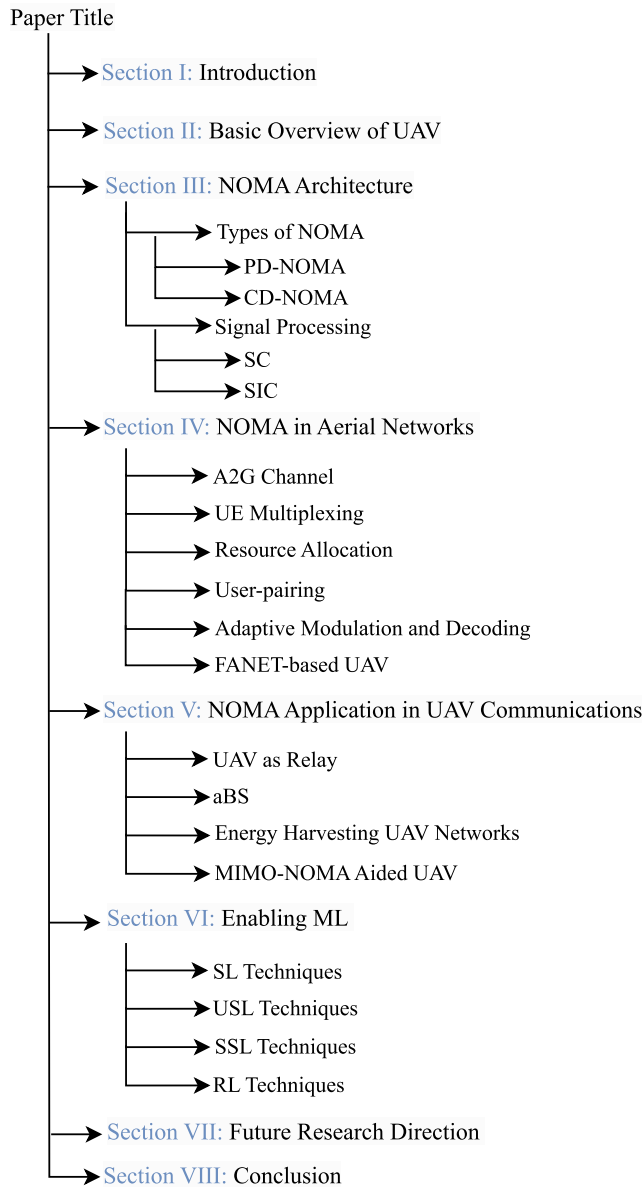 Paper Title
Section I: Introduction
Section II: Basic Overview of UAV
Section III: NOMA Architecture
Types of NOMA
PD-NOMA
CD-NOMA
Signal Processing
SC
SIC
Section IV: NOMA in Aerial Networks
A2G Channel
UE Multiplexing
Resource Allocation
User-pairing
Adaptive Modulation and Decoding
FANET-based UAV
Section V: NOMA Application in UAV Communications
UAV as Relay
aBS
Energy Harvesting UAV Networks
MIMO-NOMA Aided UAV
Section VI: Enabling ML
SL Techniques
USL Techniques
SSL Techniques
RL Techniques
Section VII: Future Research Direction
Section VIII: Conclusion